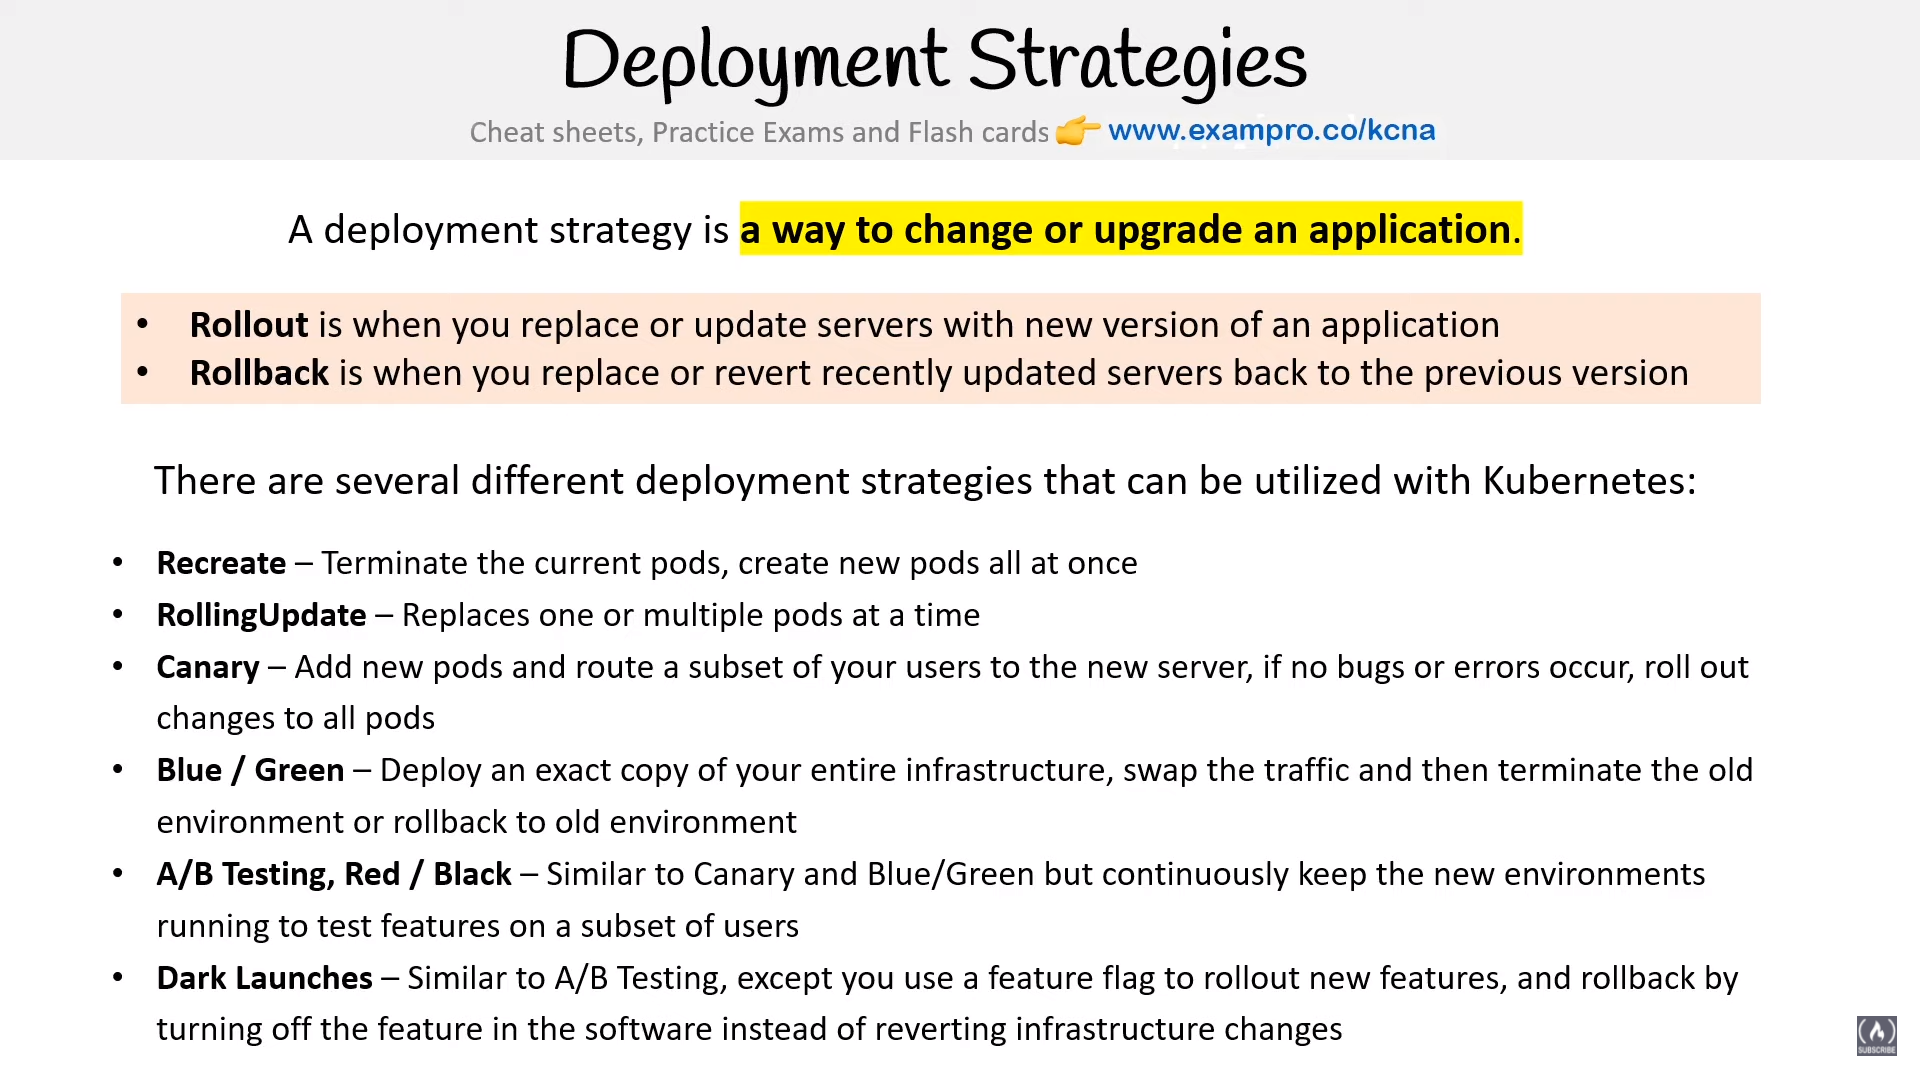 Deployment Strategies
Cheat sheets, Practice Exams and Flash cards 👉 www.exampro.co/kcna
A deployment strategy is a way to change or upgrade an application.
• Rollout is when you replace or update servers with new version of an application
• Rollback is when you replace or revert recently updated servers back to the previous version
There are several different deployment strategies that can be utilized with Kubernetes:
• Recreate – Terminate the current pods, create new pods all at once
• RollingUpdate – Replaces one or multiple pods at a time
• Canary – Add new pods and route a subset of your users to the new server, if no bugs or errors occur, roll out
changes to all pods
• Blue / Green – Deploy an exact copy of your entire infrastructure, swap the traffic and then terminate the old
environment or rollback to old environment
• A/B Testing, Red / Black – Similar to Canary and Blue/Green but continuously keep the new environments
running to test features on a subset of users
• Dark Launches – Similar to A/B Testing, except you use a feature flag to rollout new features, and rollback by
turning off the feature in the software instead of reverting infrastructure changes
SUBSCRIBE